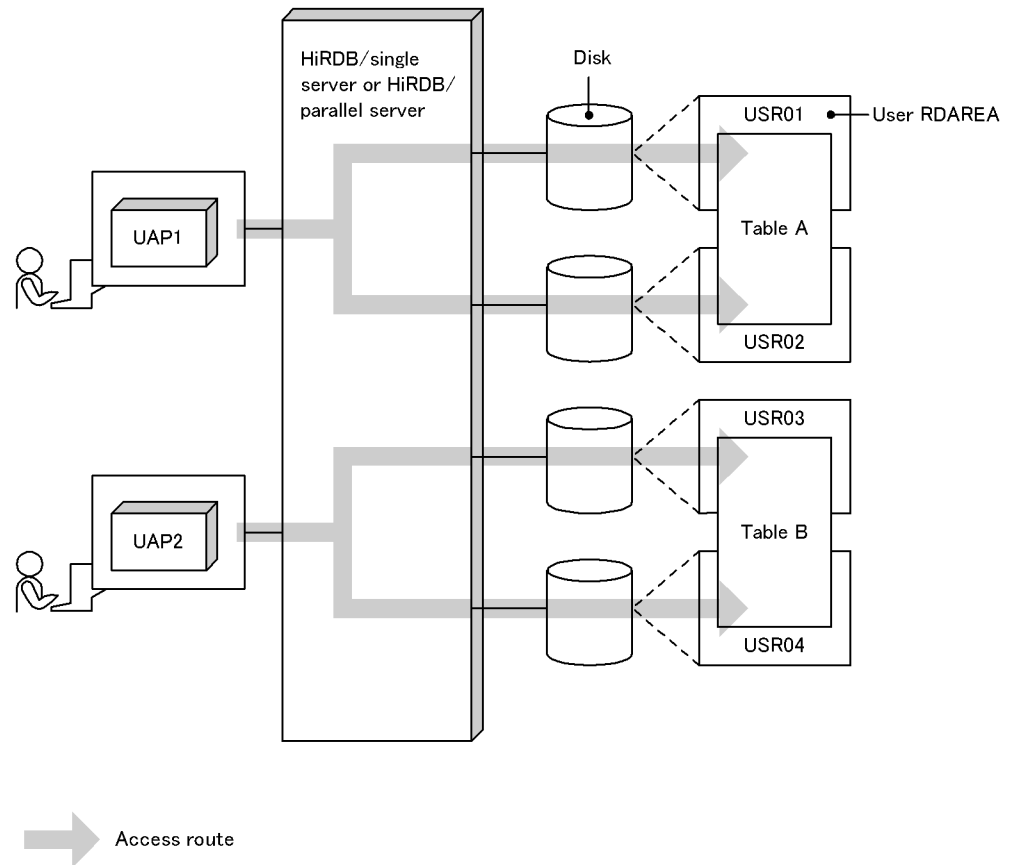 HiRDB/single
server or HiRDB/
parallel server
Disk
USR01
User RDAREA
UAP1
Table A
USR02
USR03
UAP2
Table B
USR04
Access route